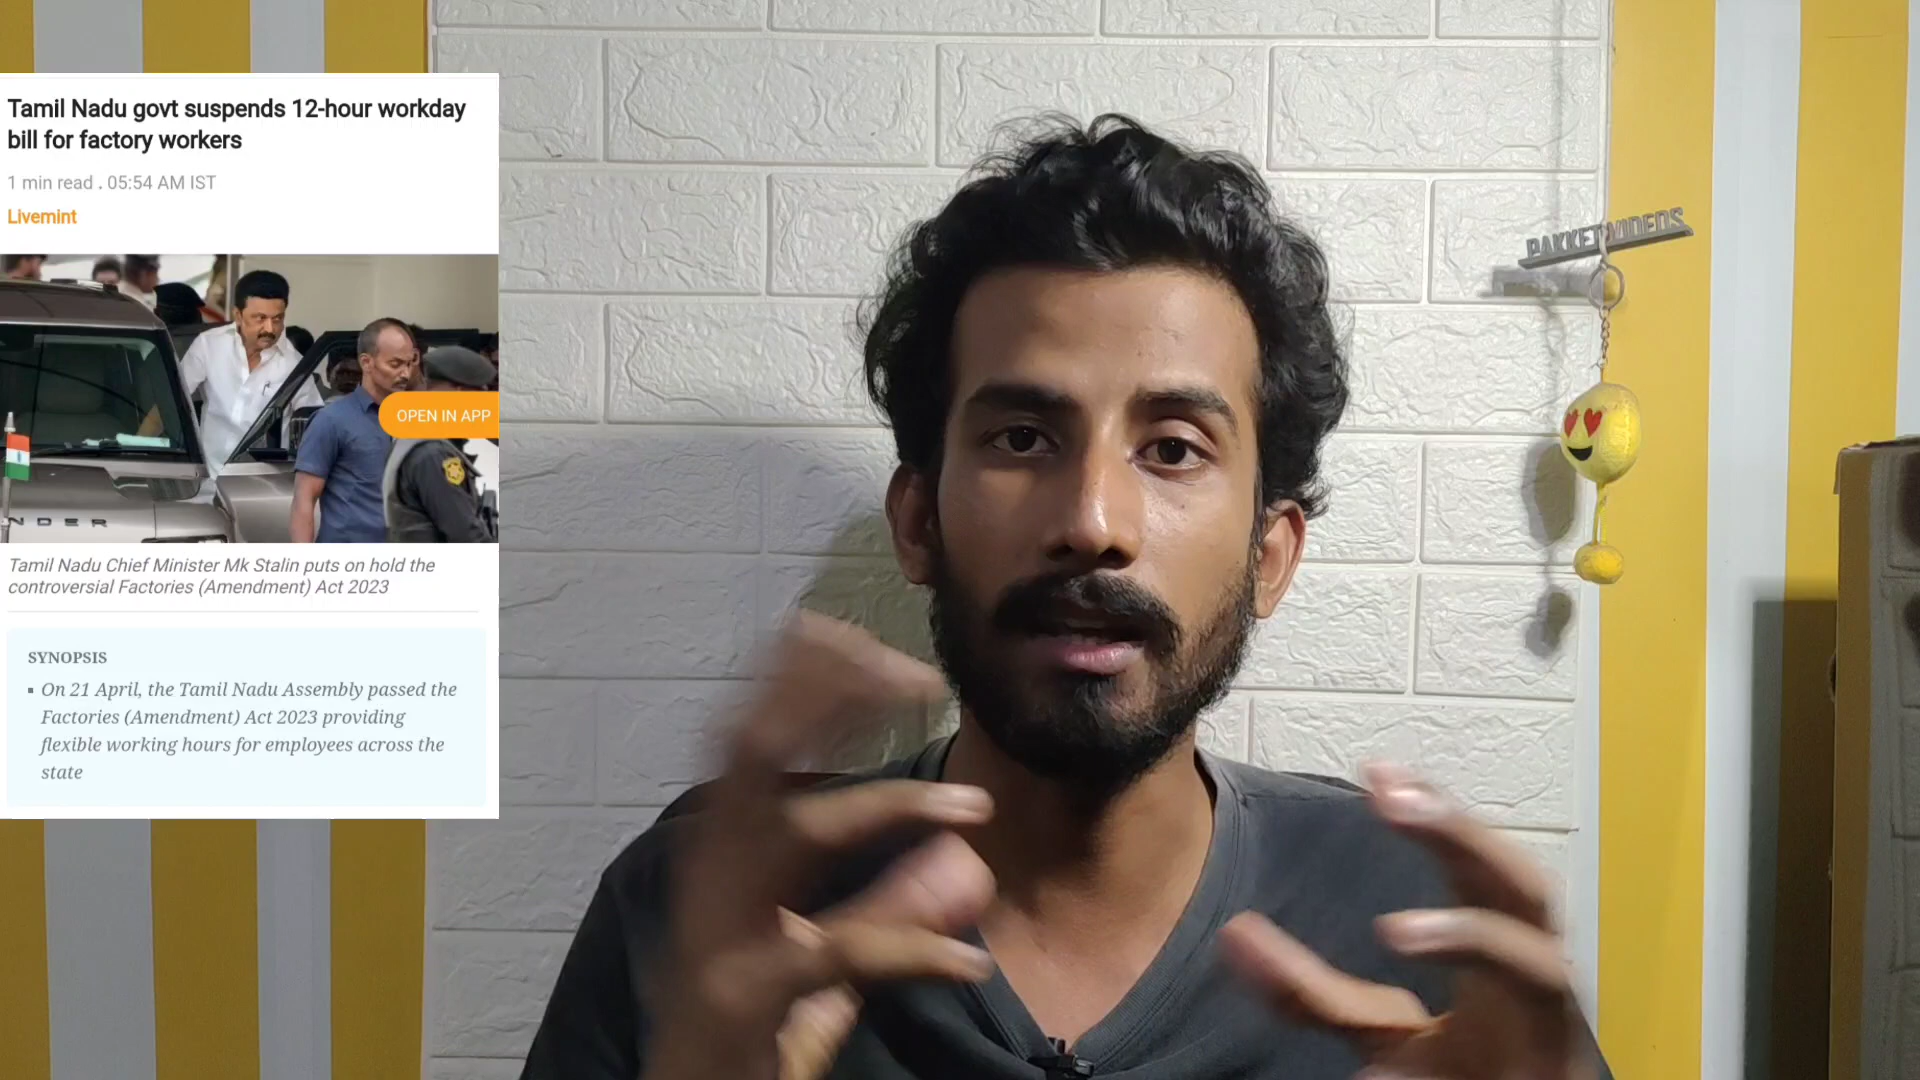 Tamil Nadu govt suspends 12-hour workday
bill for factory workers
1 min read . 05:54 AM IST
Livemint
OPEN IN APP
NDER
Tamil Nadu Chief Minister Mk Stalin puts on hold the
controversial Factories (Amendment) Act 2023
SYNOPSIS
▪ On 21 April, the Tamil Nadu Assembly passed the
Factories (Amendment) Act 2023 providing
flexible working hours for employees across the
state
PAKKET VIDEOS